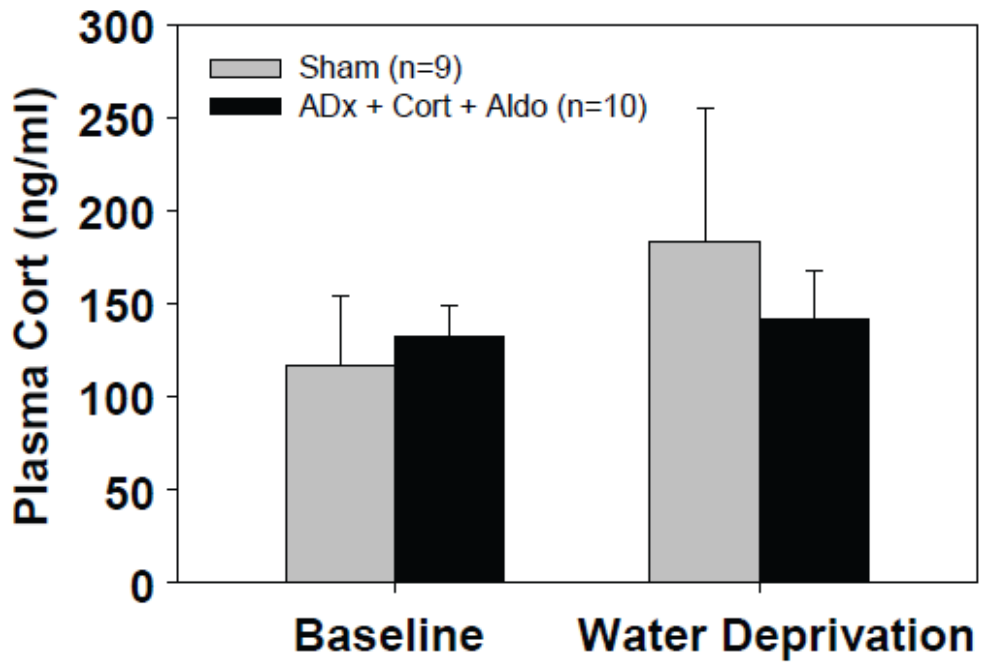 300
250
200
150
100
50
0
Plasma Cort (ng/ml)
Sham (n=9)
ADx + Cort + Aldo (n=10)
Baseline
Water Deprivation